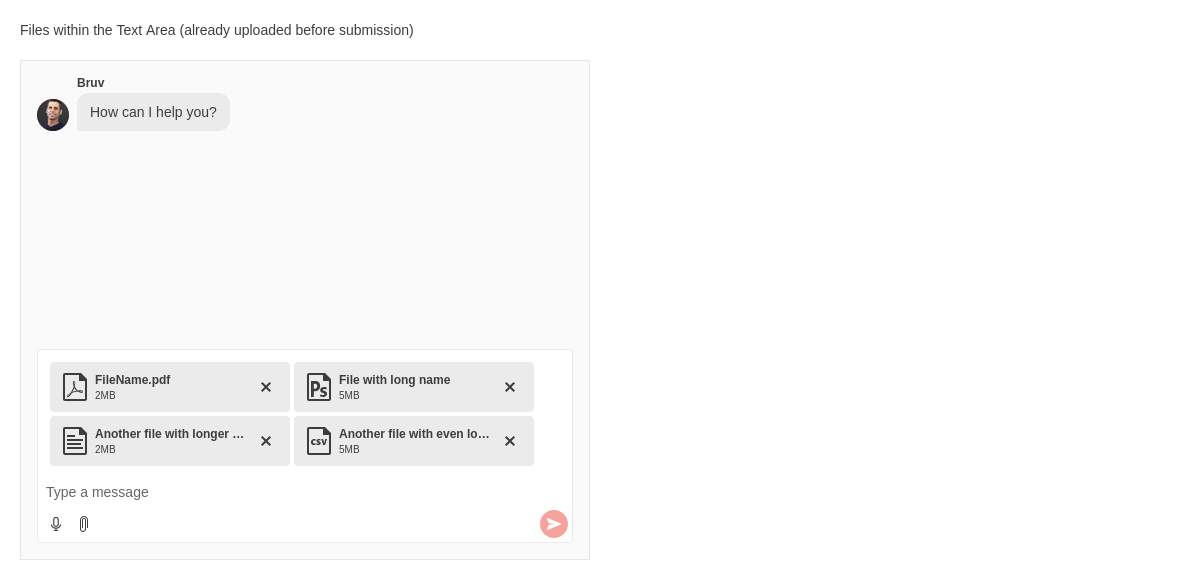 Files within the Text Area (already uploaded before submission)
Bruv
How can I help you?
FileName.pdf
2MB
Ps
File with long name
5MB
Another file with longer ...
2MB
csv
Another file with even lo...
5MB
Type a message